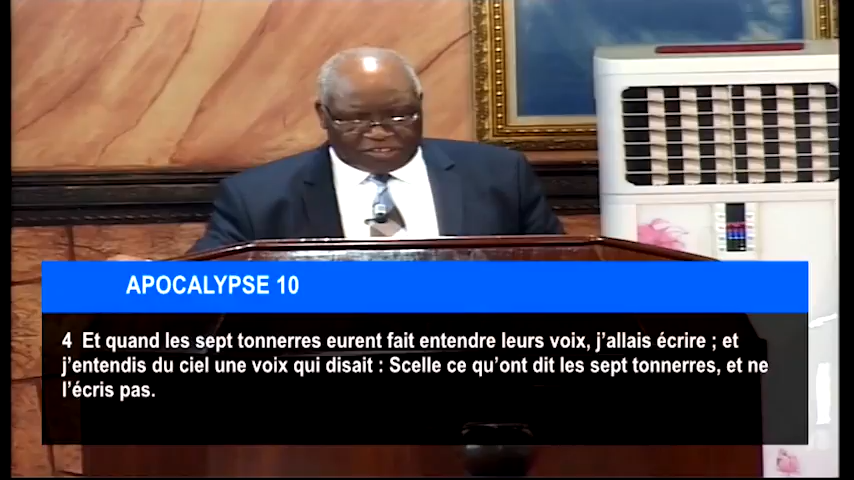 APOCALYPSE 10
4 Et quand les sept tonnerres eurent fait entendre leurs voix, j’allais écrire ; et
j’entendis du ciel une voix qui disait : Scelle ce qu’ont dit les sept tonnerres, et ne
l’écris pas.